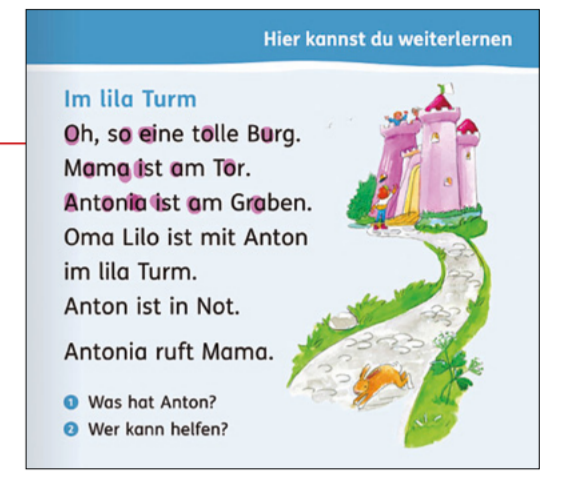 Hier kannst du weiterlernen
Im lila Turm
Oh, so eine tolle Burg.
Mama ist am Tor.
Antonia ist am Graben.
Oma Lilo ist mit Anton
im lila Turm.
Anton ist in Not.
Antonia ruft Mama.
1 Was hat Anton?
2 Wer kann helfen?